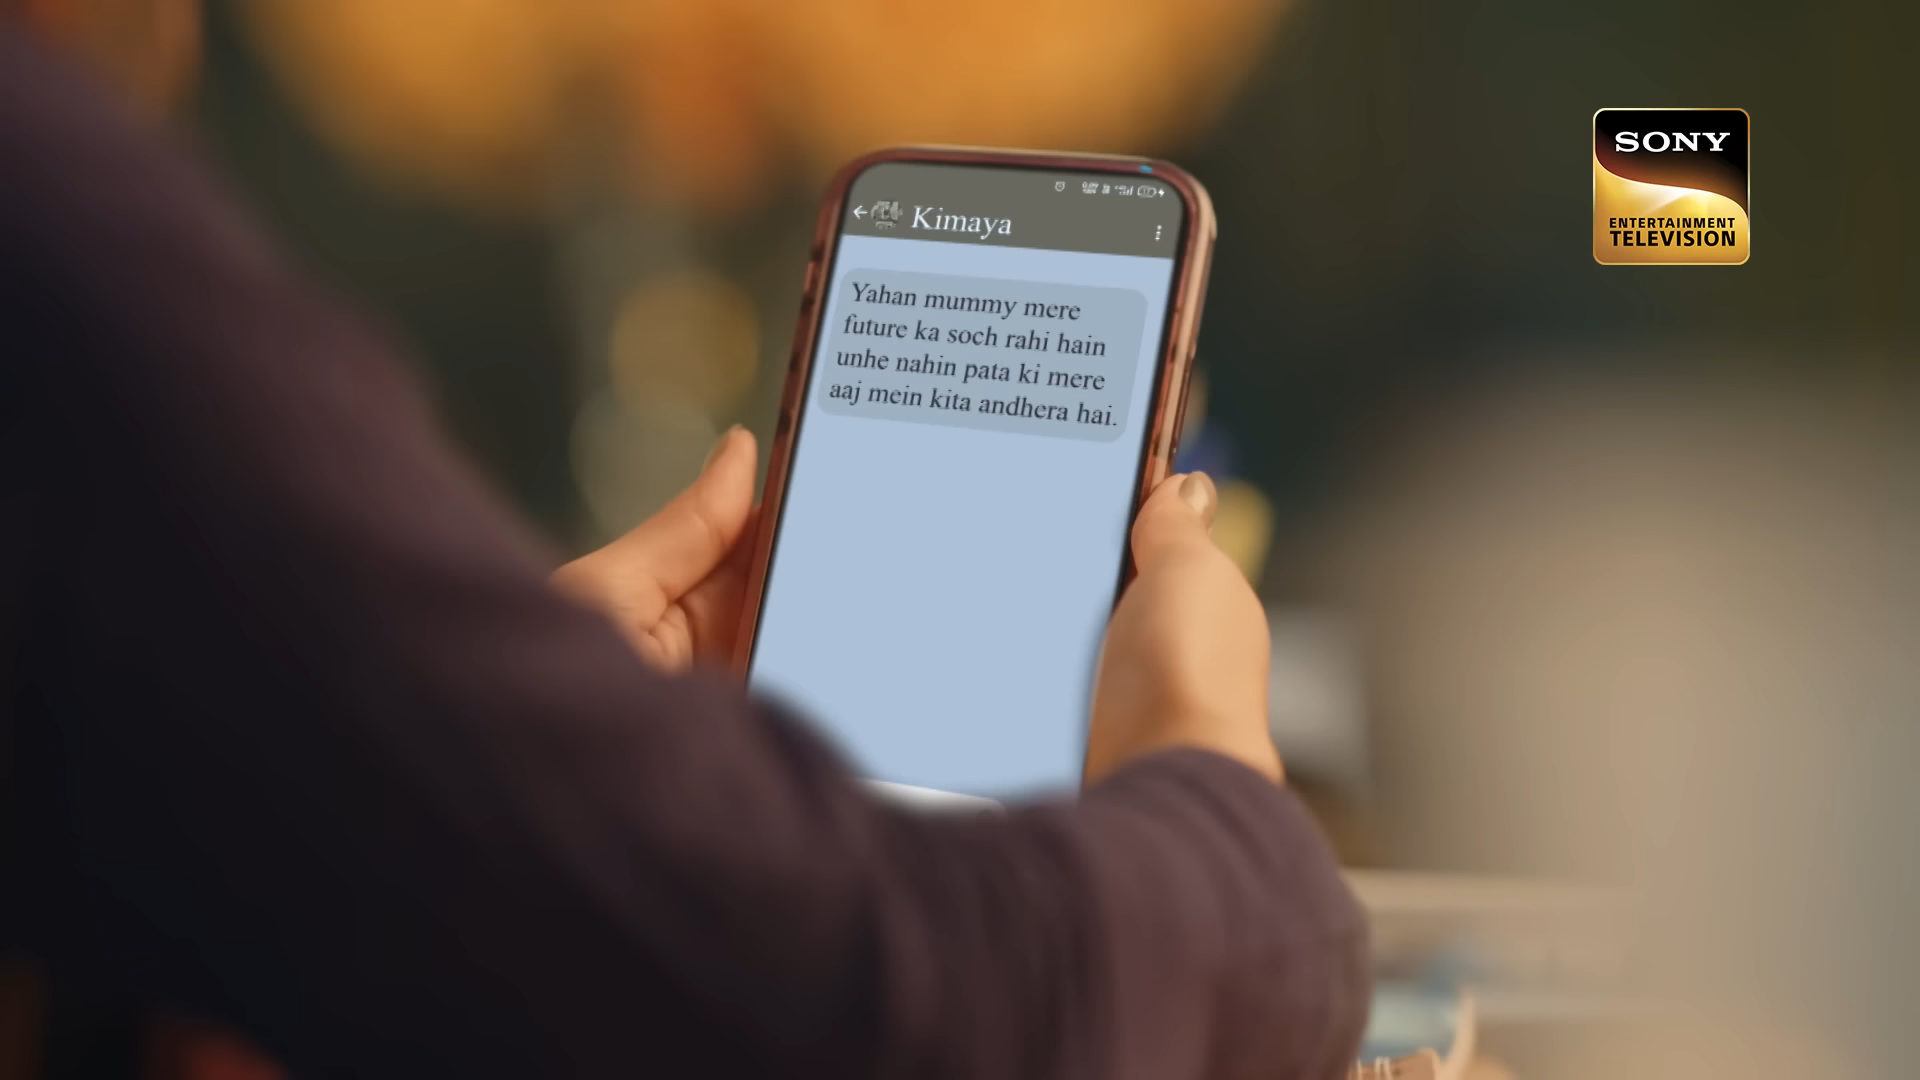 Kimaya
Yahan mummy mere
future ka soch rahi hain
unhe nahin pata ki mere
aaj mein kita andhera hai.
SONY
ENTERTAINMENT
TELEVISION